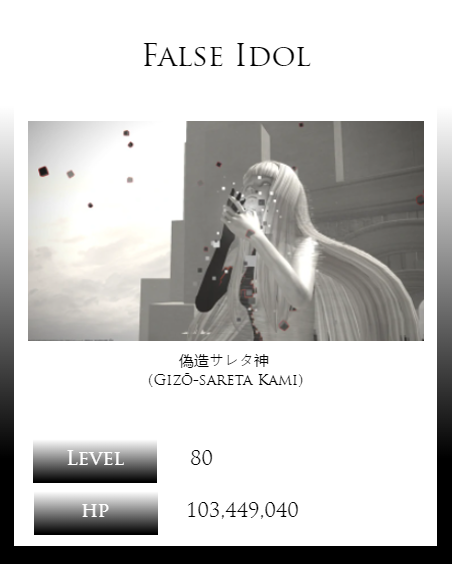 False Idol
偽造サレタ神
(Gizō-sareta Kami)
Level 80
HP 103,449,040